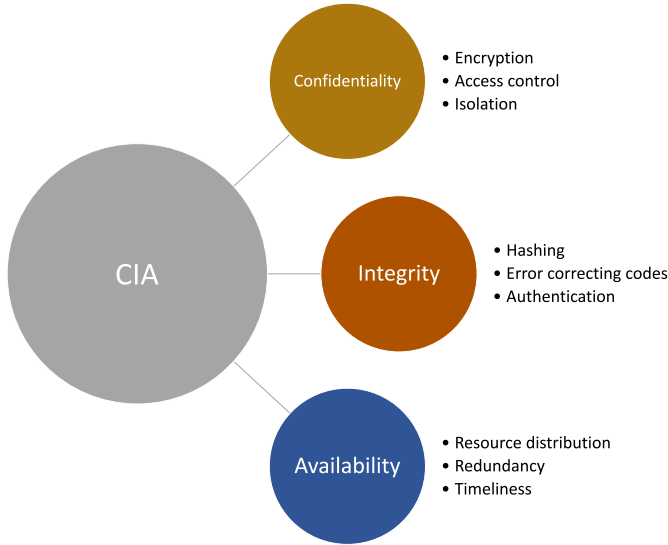 CIA
Confidentiality
• Encryption
• Access control
• Isolation
Integrity
• Hashing
• Error correcting codes
• Authentication
Availability
• Resource distribution
• Redundancy
• Timeliness